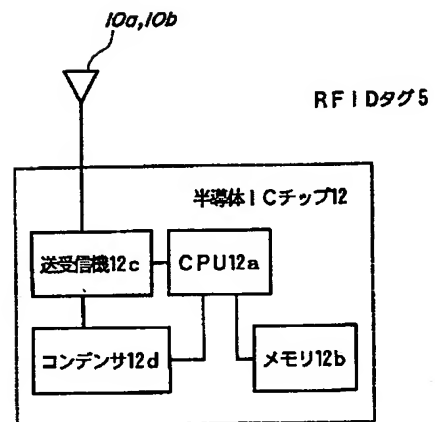 10a,10b
RFIDタグ5
半導体ICチップ12
送受信機12c
CPU12a
コンデンサ12d
メモリ12b